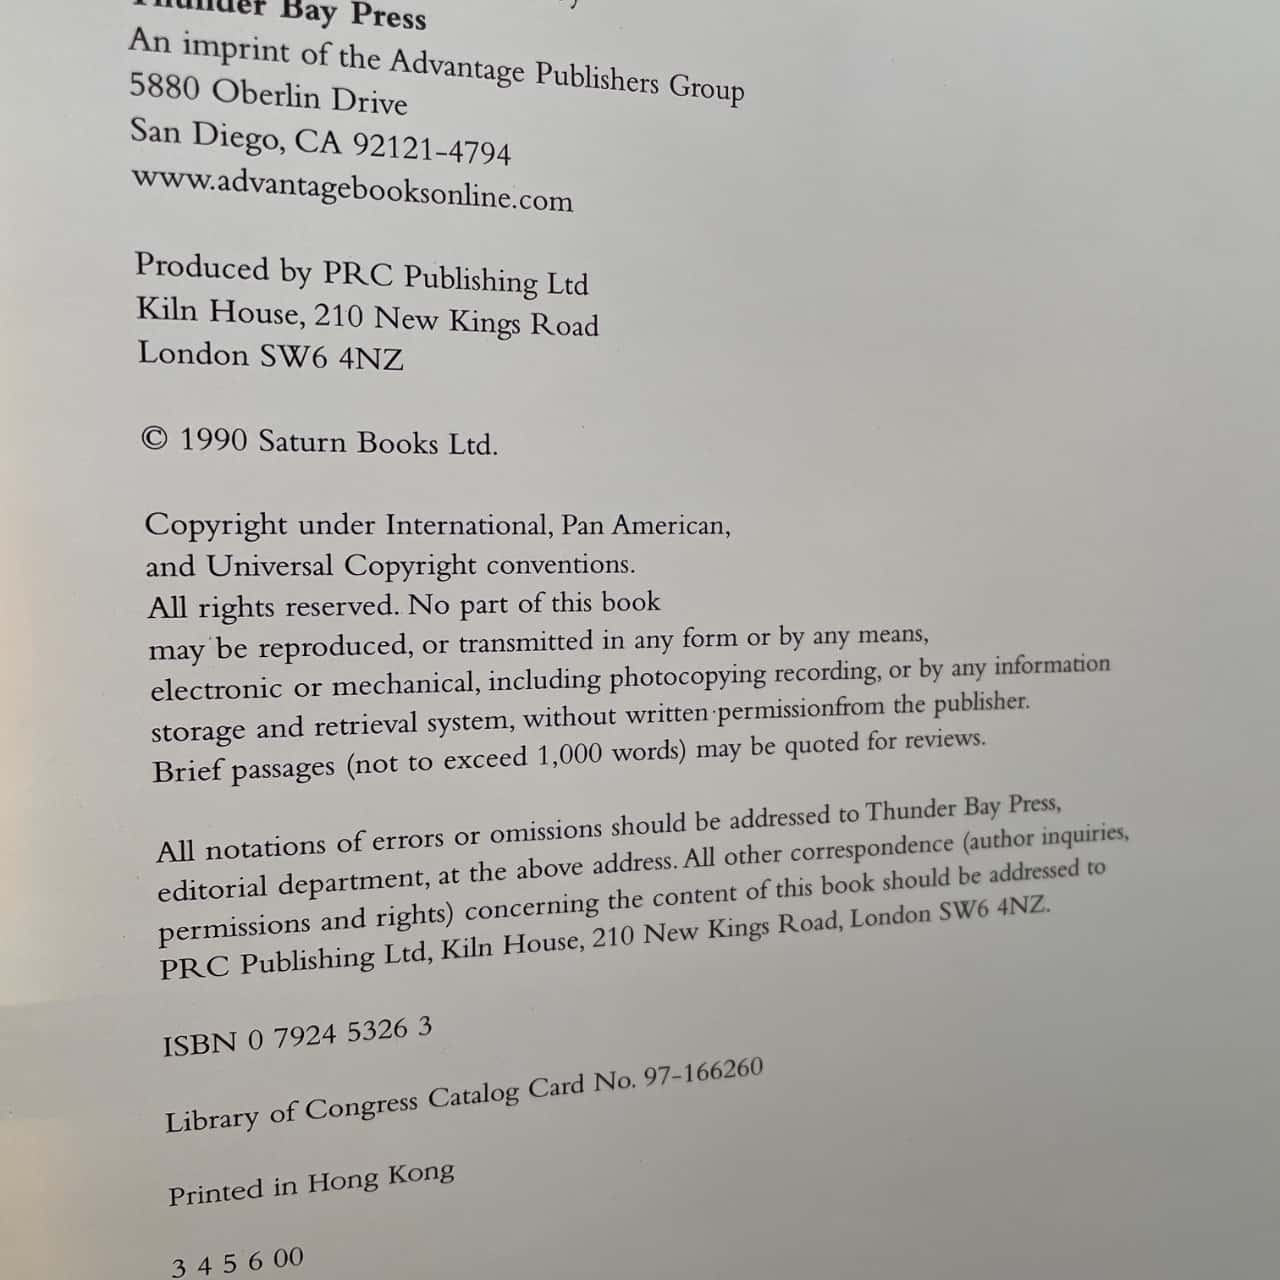 Thunder Bay Press
An imprint of the Advantage Publishers Group
5880 Oberlin Drive
San Diego, CA 92121-4794
www.advantagebooksonline.com
Produced by PRC Publishing Ltd
Kiln House, 210 New Kings Road
London SW6 4NZ
© 1990 Saturn Books Ltd.
Copyright under International, Pan American,
and Universal Copyright conventions.
All rights reserved. No part of this book
may be reproduced, or transmitted in any form or by any means,
electronic or mechanical, including photocopying recording, or by any information
storage and retrieval system, without written permissionfrom the publisher.
Brief passages (not to exceed 1,000 words) may be quoted for reviews.
All notations of errors or omissions should be addressed to Thunder Bay Press,
editorial department, at the above address. All other correspondence (author inquiries,
permissions and rights) concerning the content of this book should be addressed to
PRC Publishing Ltd, Kiln House, 210 New Kings Road, London SW6 4NZ.
ISBN 0 7924 5326 3
Library of Congress Catalog Card No. 97-166260
Printed in Hong Kong
3 4 5 6 00